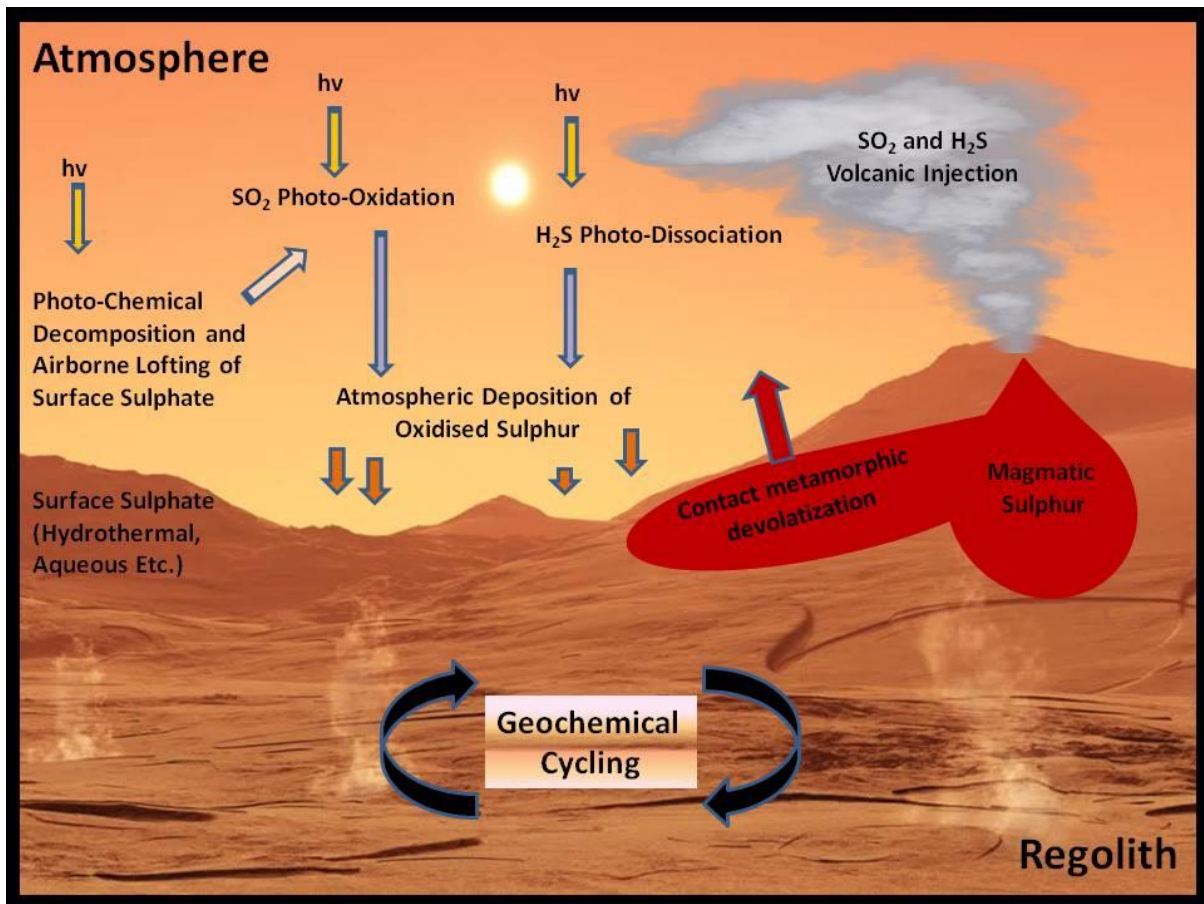 Atmosphere
hv
hv
hv
SO₂ and H₂S
Volcanic Injection
SO₂ Photo-Oxidation
H₂S Photo-Dissociation
Photo-Chemical
Decomposition and
Airborne Lofting of
Surface Sulphate
Atmospheric Deposition of
Oxidised Sulphur
Contact metamorphic
devolatization
Magmatic
Sulphur
Surface Sulphate
(Hydrothermal,
Aqueous Etc.)
Geochemical
Cycling
Regolith